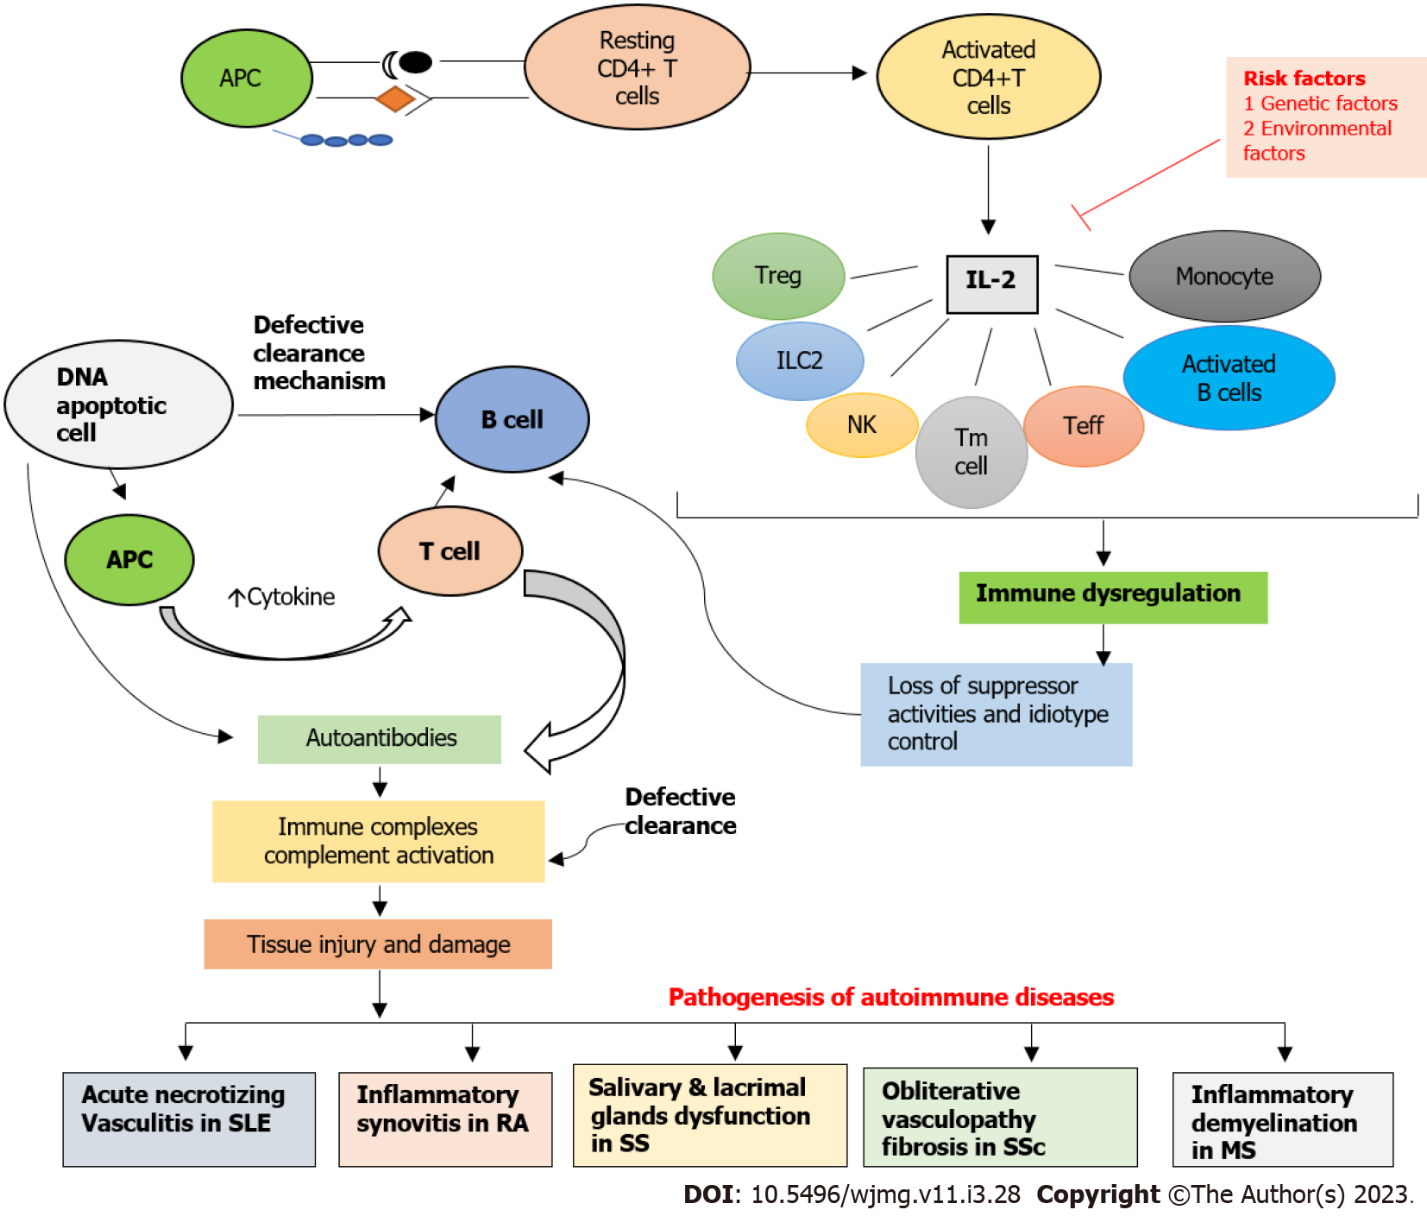 APC
Resting
CD4+ T
cells
Activated
CD4+T
cells
Risk factors
1 Genetic factors
2 Environmental
factors
Treg
IL-2
Monocyte
ILC2
Activated
B cells
NK
Tm
cell
Teff
Defective
clearance
mechanism
DNA
apoptotic
cell
B cell
APC
T cell
↑Cytokine
Immune dysregulation
Loss of suppressor
activities and idiotype
control
Autoantibodies
Defective
clearance
Immune complexes
complement activation
Tissue injury and damage
Pathogenesis of autoimmune diseases
Acute necrotizing
Vasculitis in SLE
Inflammatory
synovitis in RA
Salivary & lacrimal
glands dysfunction
in SS
Obliterative
vasculopathy
fibrosis in SSc
Inflammatory
demyelination
in MS
DOI: 10.5496/wjmg.v11.i3.28 Copyright ©The Author(s) 2023.